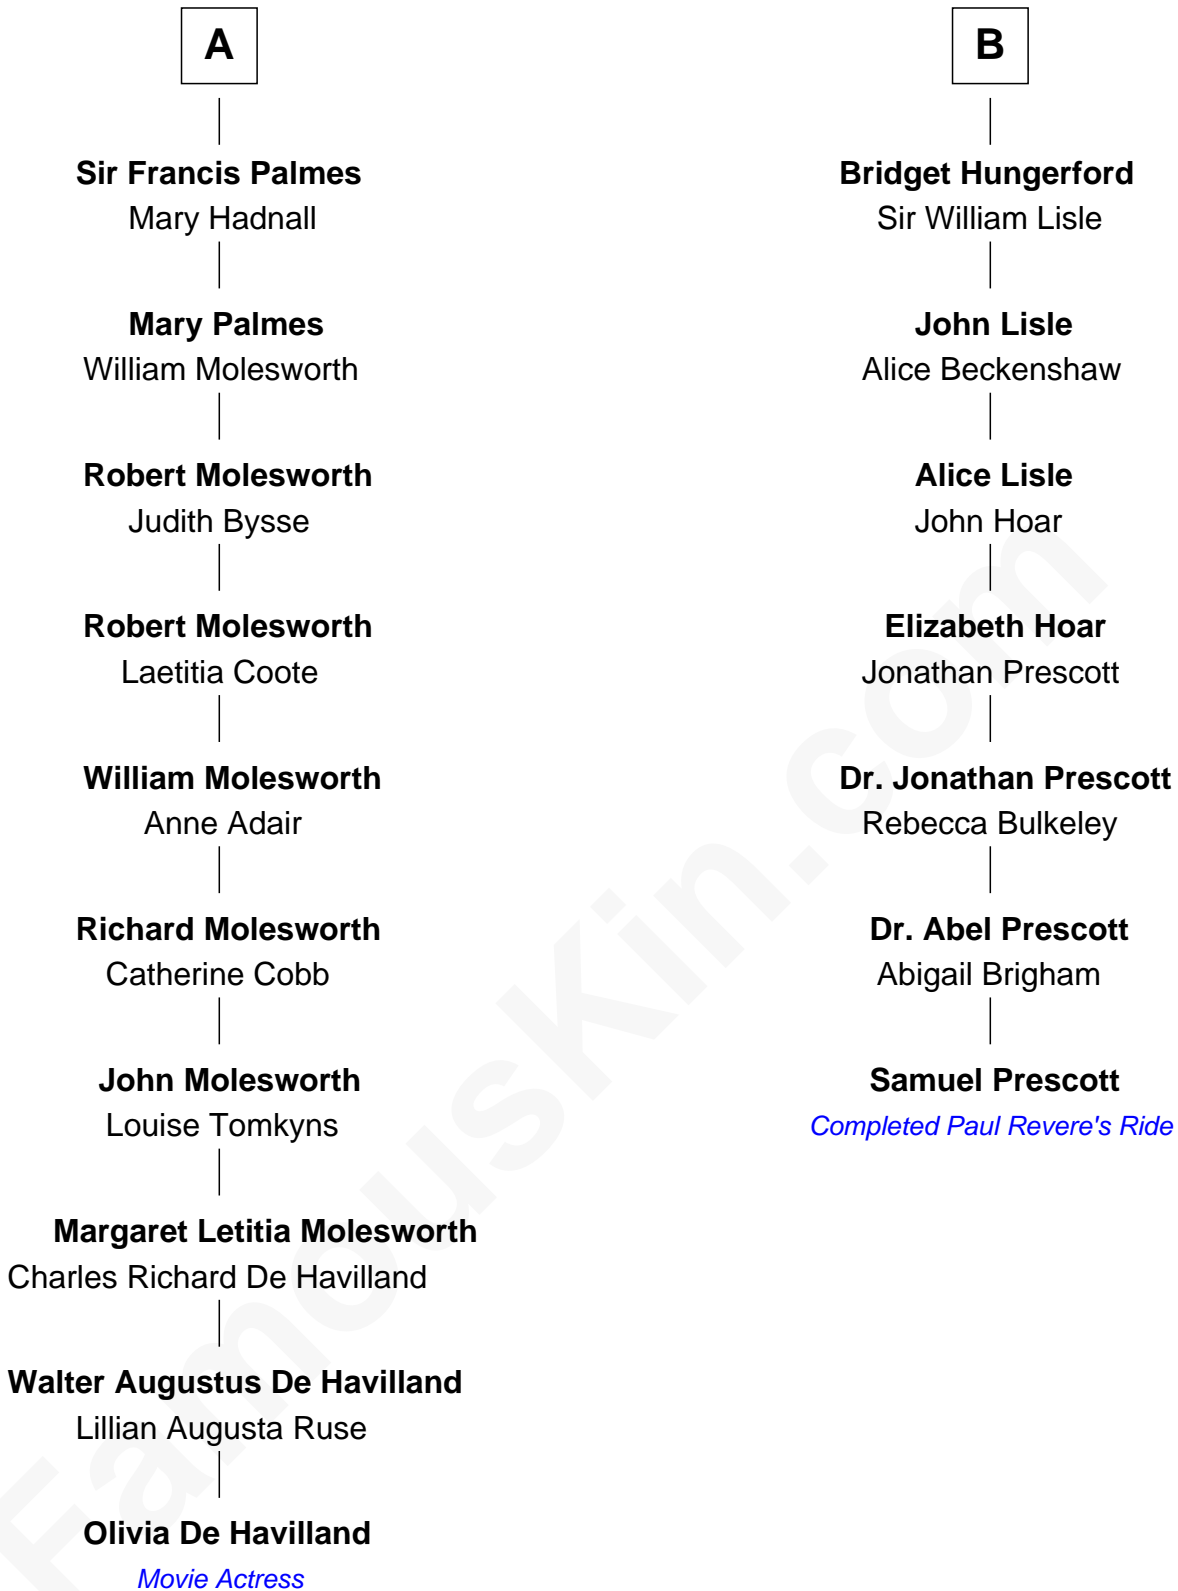 A
Sir Francis Palmes
Mary Hadnall
Mary Palmes
William Molesworth
Robert Molesworth
Judith Bysse
Robert Molesworth
Laetitia Coote
William Molesworth
Anne Adair
Richard Molesworth
Catherine Cobb
John Molesworth
Louise Tomkyns
Margaret Letitia Molesworth
Charles Richard De Havilland
Walter Augustus De Havilland
Lillian Augusta Ruse
Olivia De Havilland
Movie Actress
B
Bridget Hungerford
Sir William Lisle
John Lisle
Alice Beckenshaw
Alice Lisle
John Hoar
Elizabeth Hoar
Jonathan Prescott
Dr. Jonathan Prescott
Rebecca Bulkeley
Dr. Abel Prescott
Abigail Brigham
Samuel Prescott
Completed Paul Revere's Ride
FamousKin.com